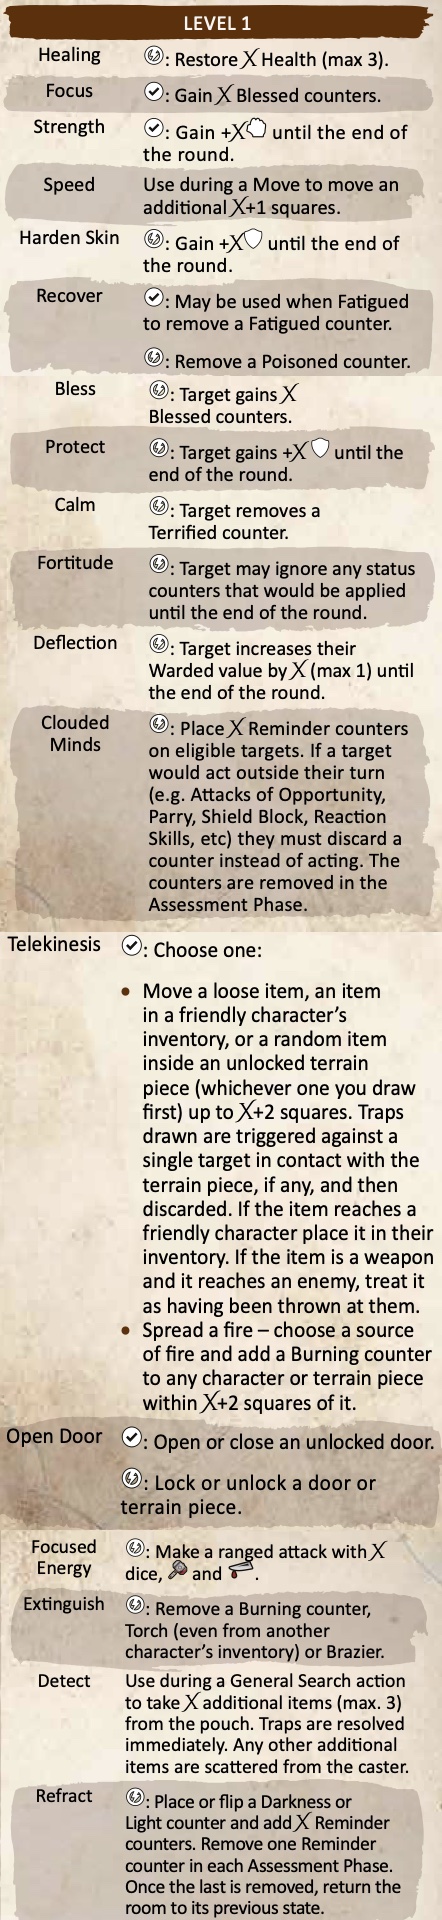 LEVEL 1
Healing
: Restore X Health (max 3).
Focus
: Gain X Blessed counters.
Strength
: Gain +X until the end of
the round.
Speed
Use during a Move to move an
additional X+1 squares.
Harden Skin
: Gain +X until the end of
the round.
Recover
: May be used when Fatigued
to remove a Fatigued counter.
: Remove a Poisoned counter.
Bless
: Target gains X
Blessed counters.
Protect
: Target gains +X until the
end of the round.
Calm
: Target removes a
Terrified counter.
Fortitude
: Target may ignore any status
counters that would be applied
until the end of the round.
Deflection
: Target increases their
Warded value by X (max 1) until
the end of the round.
Clouded
Minds
: Place X Reminder counters
on eligible targets. If a target
would act outside their turn
(e.g. Attacks of Opportunity,
Parry, Shield Block, Reaction
Skills, etc) they must discard a
counter instead of acting. The
counters are removed in the
Assessment Phase.
Telekinesis
: Choose one:
• Move a loose item, an item
in a friendly character's
inventory, or a random item
inside an unlocked terrain
piece (whichever one you draw
first) up to X+2 squares. Traps
drawn are triggered against a
single target in contact with the
terrain piece, if any, and then
discarded. If the item reaches a
friendly character place it in their
inventory. If the item is a weapon
and it reaches an enemy, treat it
as having been thrown at them.
• Spread a fire – choose a source
of fire and add a Burning counter
to any character or terrain piece
within X+2 squares of it.
Open Door
: Open or close an unlocked door.
: Lock or unlock a door or
terrain piece.
Focused
Energy
: Make a ranged attack with X
dice, and .
Extinguish
: Remove a Burning counter,
Torch (even from another
character's inventory) or Brazier.
Detect
Use during a General Search action
to take X additional items (max. 3)
from the pouch. Traps are resolved
immediately. Any other additional
items are scattered from the caster.
Refract
: Place or flip a Darkness or
Light counter and add X Reminder
counters. Remove one Reminder
counter in each Assessment Phase.
Once the last is removed, return the
room to its previous state.